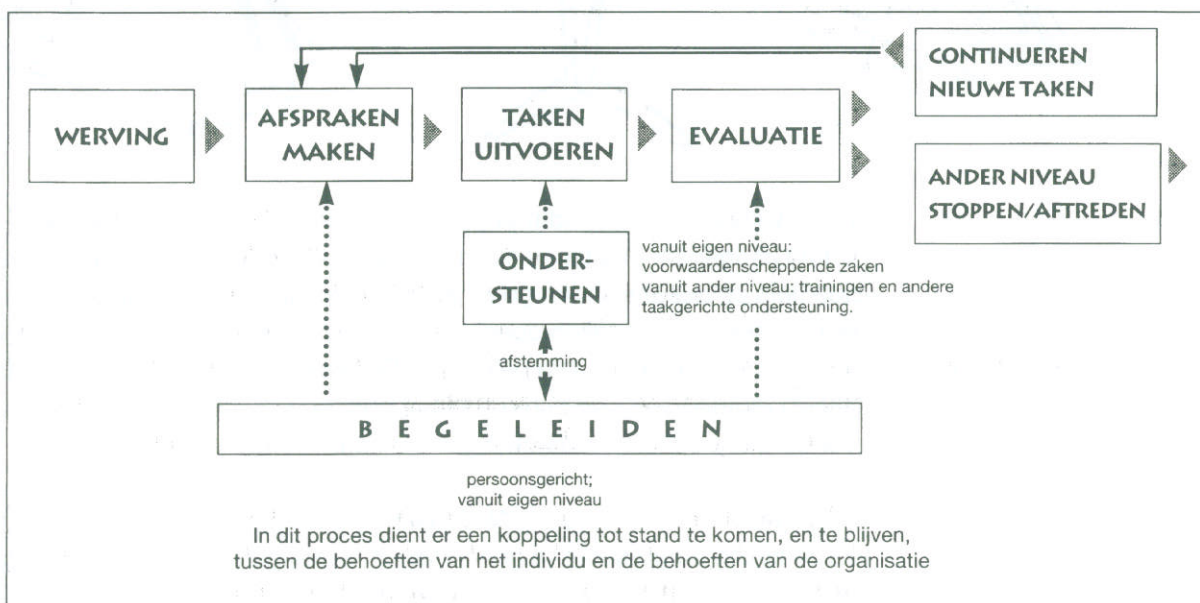 WERVING
AFSPRAKEN
MAKEN
TAKEN
UITVOEREN
EVALUATIE
CONTINUEREN
NIEUWE TAKEN
ANDER NIVEAU
STOPPEN/AFTREDEN
ONDER-
STEUNEN
vanuit eigen niveau:
voorwaardenscheppende zaken
vanuit ander niveau: trainingen en andere
taakgerichte ondersteuning.
afstemming
BEGELEIDEN
persoonsgericht;
vanuit eigen niveau
In dit proces dient er een koppeling tot stand te komen, en te blijven,
tussen de behoeften van het individu en de behoeften van de organisatie